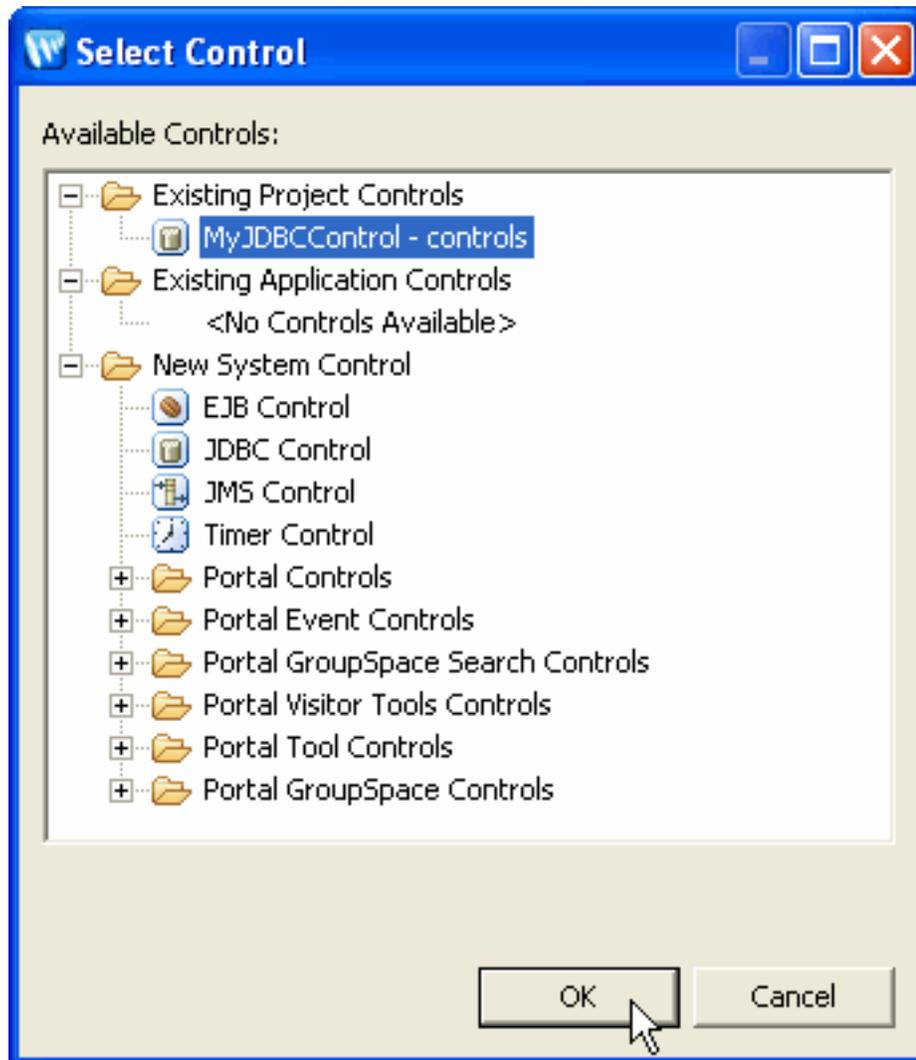 Select Control
Available Controls:
Existing Project Controls
MyJDBCControl - controls
Existing Application Controls
<No Controls Available>
New System Control
EJB Control
JDBC Control
JMS Control
Timer Control
Portal Controls
Portal Event Controls
Portal GroupSpace Search Controls
Portal Visitor Tools Controls
Portal Tool Controls
Portal GroupSpace Controls
OK Cancel